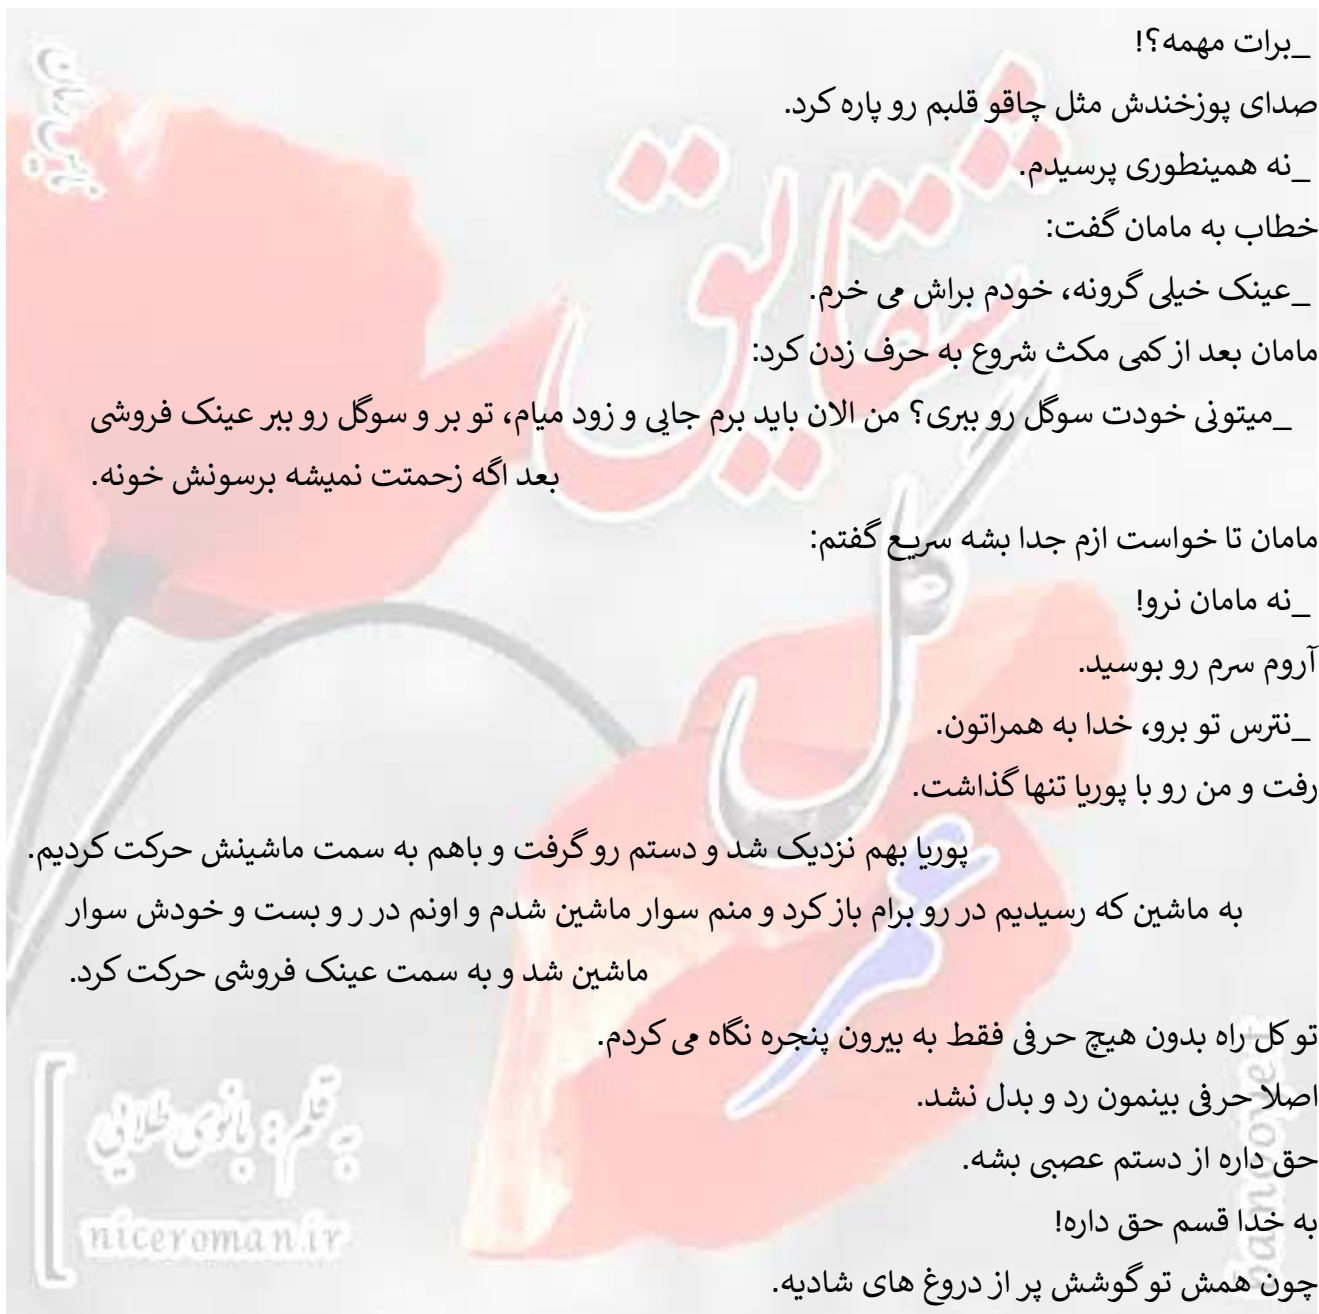 _برات مهمه؟!
صدای پوزخندش مثل چاقو قلبم رو پاره کرد.
_نه همینطوری پرسیدم.
خطاب به مامان گفت:
_عینک خیلی گرونه، خودم براش می خرم.
مامان بعد از کمی مکث شروع به حرف زدن کرد:
_میتونی خودت سوگل رو ببری؟ من الان باید برم جایی و زود میام، تو بر و سوگل رو ببر عینک فروشی
بعد اگه زحمتت نمیشه برسونش خونه.
مامان تا خواست ازم جدا بشه سریع گفتم:
_نه مامان نرو!
آروم سرم رو بوسید.
_نترس تو برو، خدا به همراتون.
رفت و من رو با پوریا تنها گذاشت.
پوریا بهم نزدیک شد و دستم رو گرفت و باهم به سمت ماشینش حرکت کردیم.
به ماشین که رسیدیم در رو برام باز کرد و منم سوار ماشین شدم و اونم در ر و بست و خودش سوار
ماشین شد و به سمت عینک فروشی حرکت کرد.
تو کل راه بدون هیچ حرفی فقط به بیرون پنجره نگاه می کردم.
اصلا حرفی بینمون رد و بدل نشد.
حق داره از دستم عصبی بشه.
به خدا قسم حق داره!
چون همش تو گوشش پر از دروغ های شادیه.
شقایق
گل
عمر
به قلم: بانوی طلایی
niceroman.ir